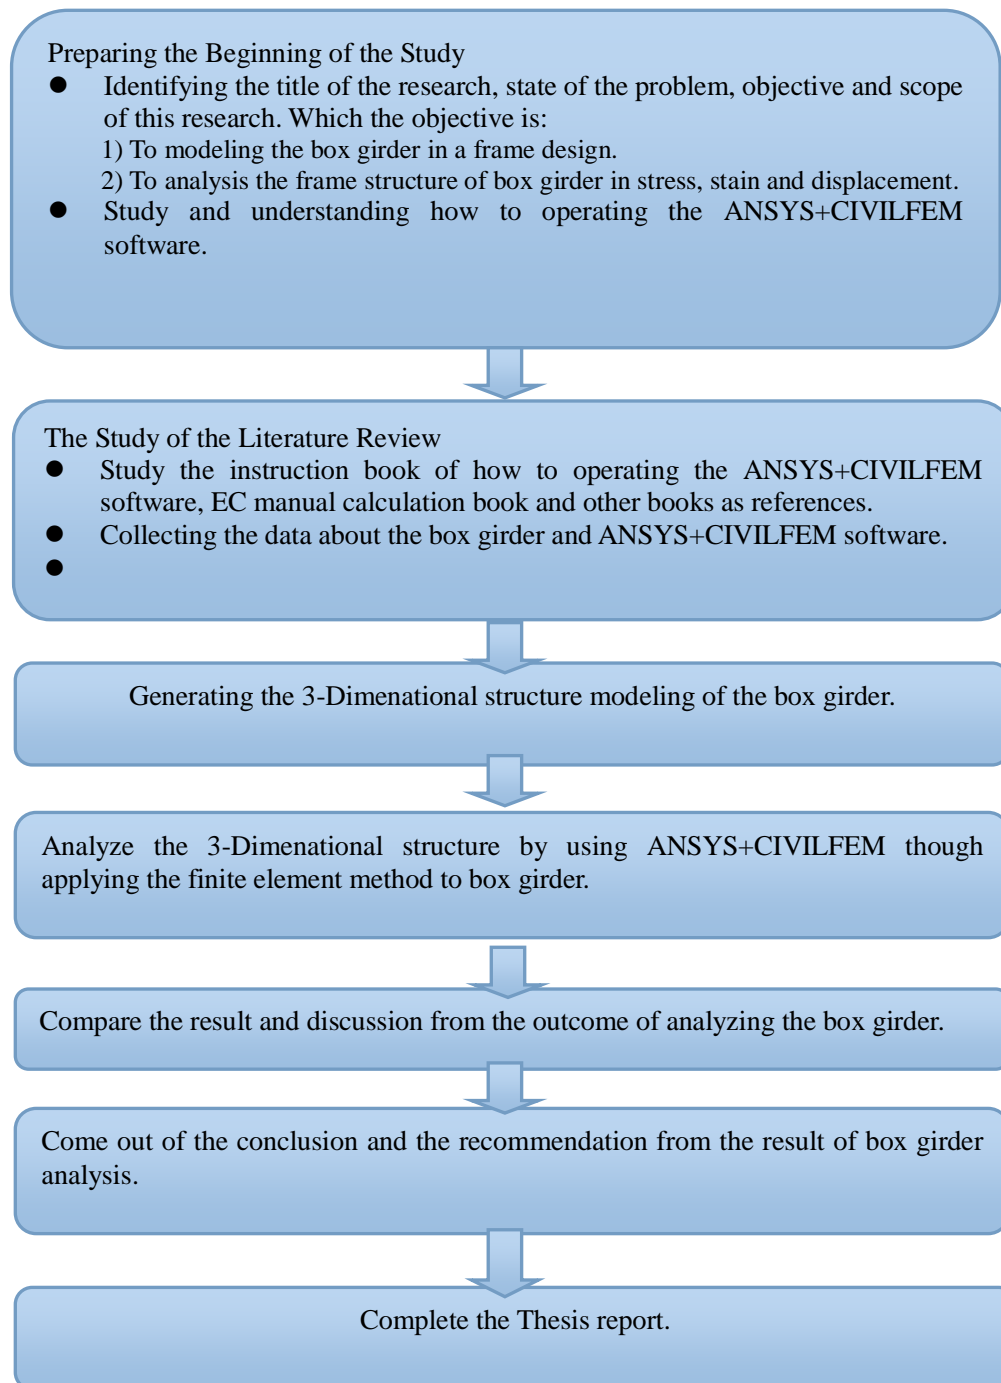 Preparing the Beginning of the Study
● Identifying the title of the research, state of the problem, objective and scope
of this research. Which the objective is:
1) To modeling the box girder in a frame design.
2) To analysis the frame structure of box girder in stress, stain and displacement.
● Study and understanding how to operating the ANSYS+CIVILFEM
software.
The Study of the Literature Review
● Study the instruction book of how to operating the ANSYS+CIVILFEM
software, EC manual calculation book and other books as references.
● Collecting the data about the box girder and ANSYS+CIVILFEM software.
●
Generating the 3-Dimenational structure modeling of the box girder.
Analyze the 3-Dimenational structure by using ANSYS+CIVILFEM though
applying the finite element method to box girder.
Compare the result and discussion from the outcome of analyzing the box girder.
Come out of the conclusion and the recommendation from the result of box girder
analysis.
Complete the Thesis report.